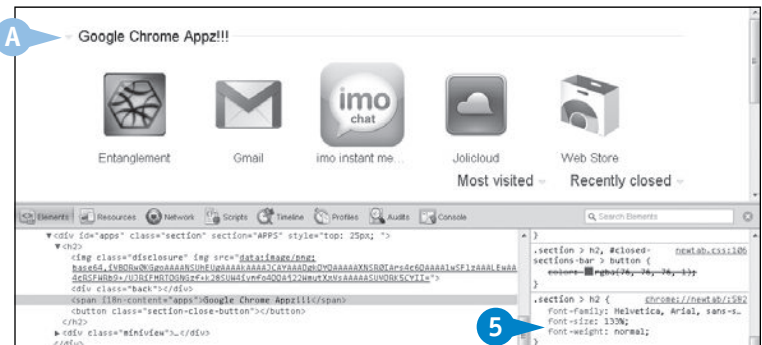 A
Google Chrome Appz!!!
imo
chat
Entanglement Gmail imo instant me... Jolicloud Web Store
Most visited Recently closed
Elements Resources Network Scripts Timeline Profiles Audits Console Search Elements
▼<div id="apps" class="section" section="APPS" style="top: 25px; ">
▼<h2>
<img class="disclosure" img src="data:image/png;
<div class="back"></div>
<span i18n-content="apps">Google Chrome Appz!!!</span>
<button class="section-close-button"></button>
</h2>
▶<div class="miniview">…</div>
</div>
}
.section > h2, #closed- newtab.css:106
sections-bar > button {
color: rgba(76, 76, 76, 1);
}
.section > h2 { chrome://newtab/:592
font-family: Helvetica, Arial, sans-s…
font-size: 133%;
font-weight: normal;
}
5